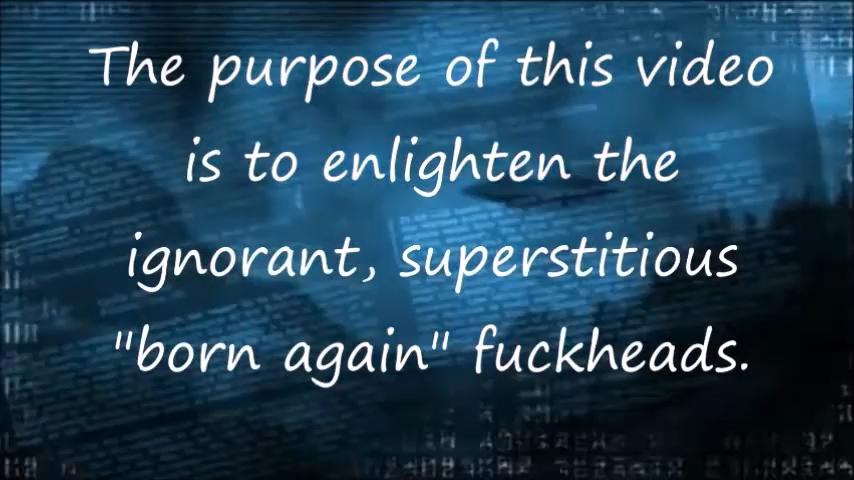 The purpose of this video
is to enlighten the
ignorant, superstitious
"born again" fuckheads.